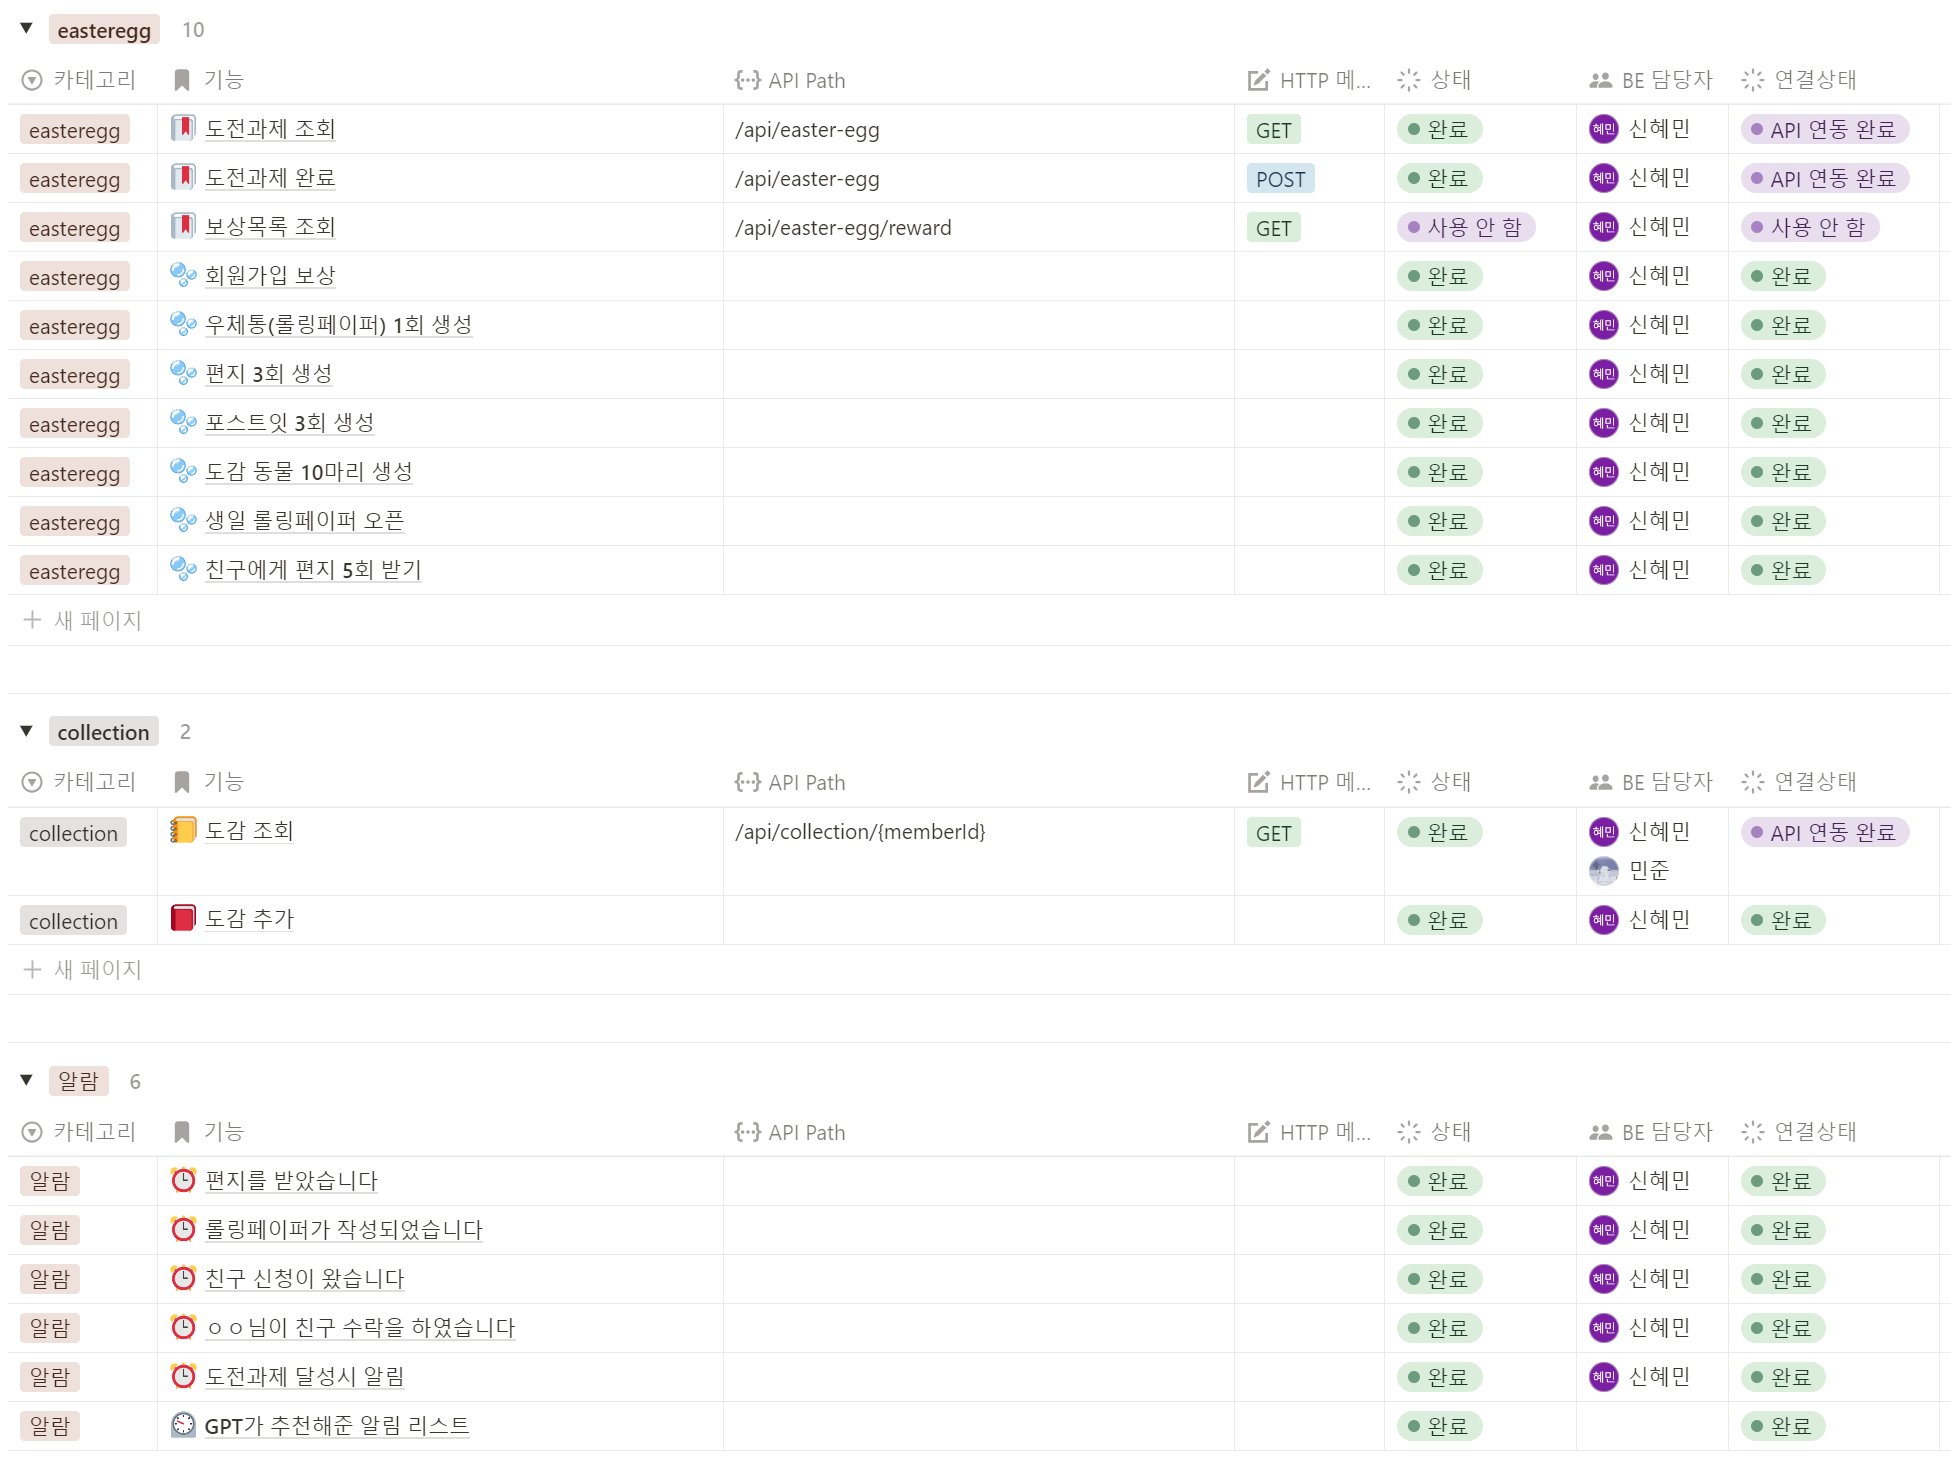 easteregg 10
카테고리 기능 API Path HTTP 메... 상태 BE 담당자 연결상태
easteregg 도전과제 조회 /api/easter-egg GET 완료 혜민 신혜민 API 연동 완료
easteregg 도전과제 완료 /api/easter-egg POST 완료 혜민 신혜민 API 연동 완료
easteregg 보상목록 조회 /api/easter-egg/reward GET 사용 안 함 혜민 신혜민 사용 안 함
easteregg 회원가입 보상 완료 혜민 신혜민 완료
easteregg 우체통(롤링페이퍼) 1회 생성 완료 혜민 신혜민 완료
easteregg 편지 3회 생성 완료 혜민 신혜민 완료
easteregg 포스트잇 3회 생성 완료 혜민 신혜민 완료
easteregg 도감 동물 10마리 생성 완료 혜민 신혜민 완료
easteregg 생일 롤링페이퍼 오픈 완료 혜민 신혜민 완료
easteregg 친구에게 편지 5회 받기 완료 혜민 신혜민 완료
새 페이지
collection 2
카테고리 기능 API Path HTTP 메... 상태 BE 담당자 연결상태
collection 도감 조회 /api/collection/{memberId} GET 완료 혜민 신혜민 API 연동 완료
민준
collection 도감 추가 완료 혜민 신혜민 완료
새 페이지
알람 6
카테고리 기능 API Path HTTP 메... 상태 BE 담당자 연결상태
알람 편지를 받았습니다 완료 혜민 신혜민 완료
알람 롤링페이퍼가 작성되었습니다 완료 혜민 신혜민 완료
알람 친구 신청이 왔습니다 완료 혜민 신혜민 완료
알람 ㅇㅇ님이 친구 수락을 하였습니다 완료 혜민 신혜민 완료
알람 도전과제 달성시 알림 완료 혜민 신혜민 완료
알람 GPT가 추천해준 알림 리스트 완료 완료